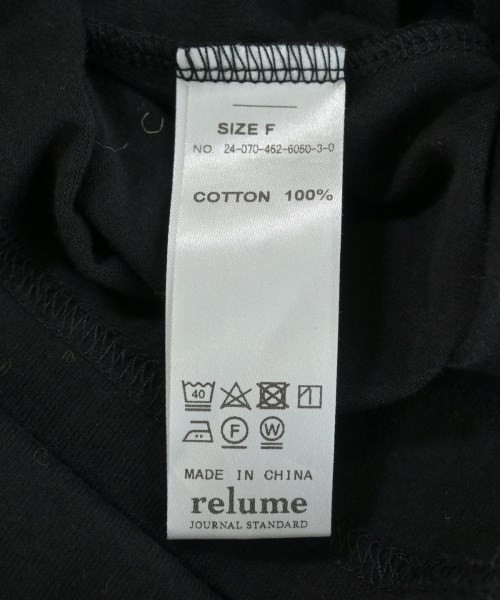 SIZE F
NO. 24-070-462-6050-3-0
COTTON 100%
40
F W
MADE IN CHINA
relume
JOURNAL STANDARD